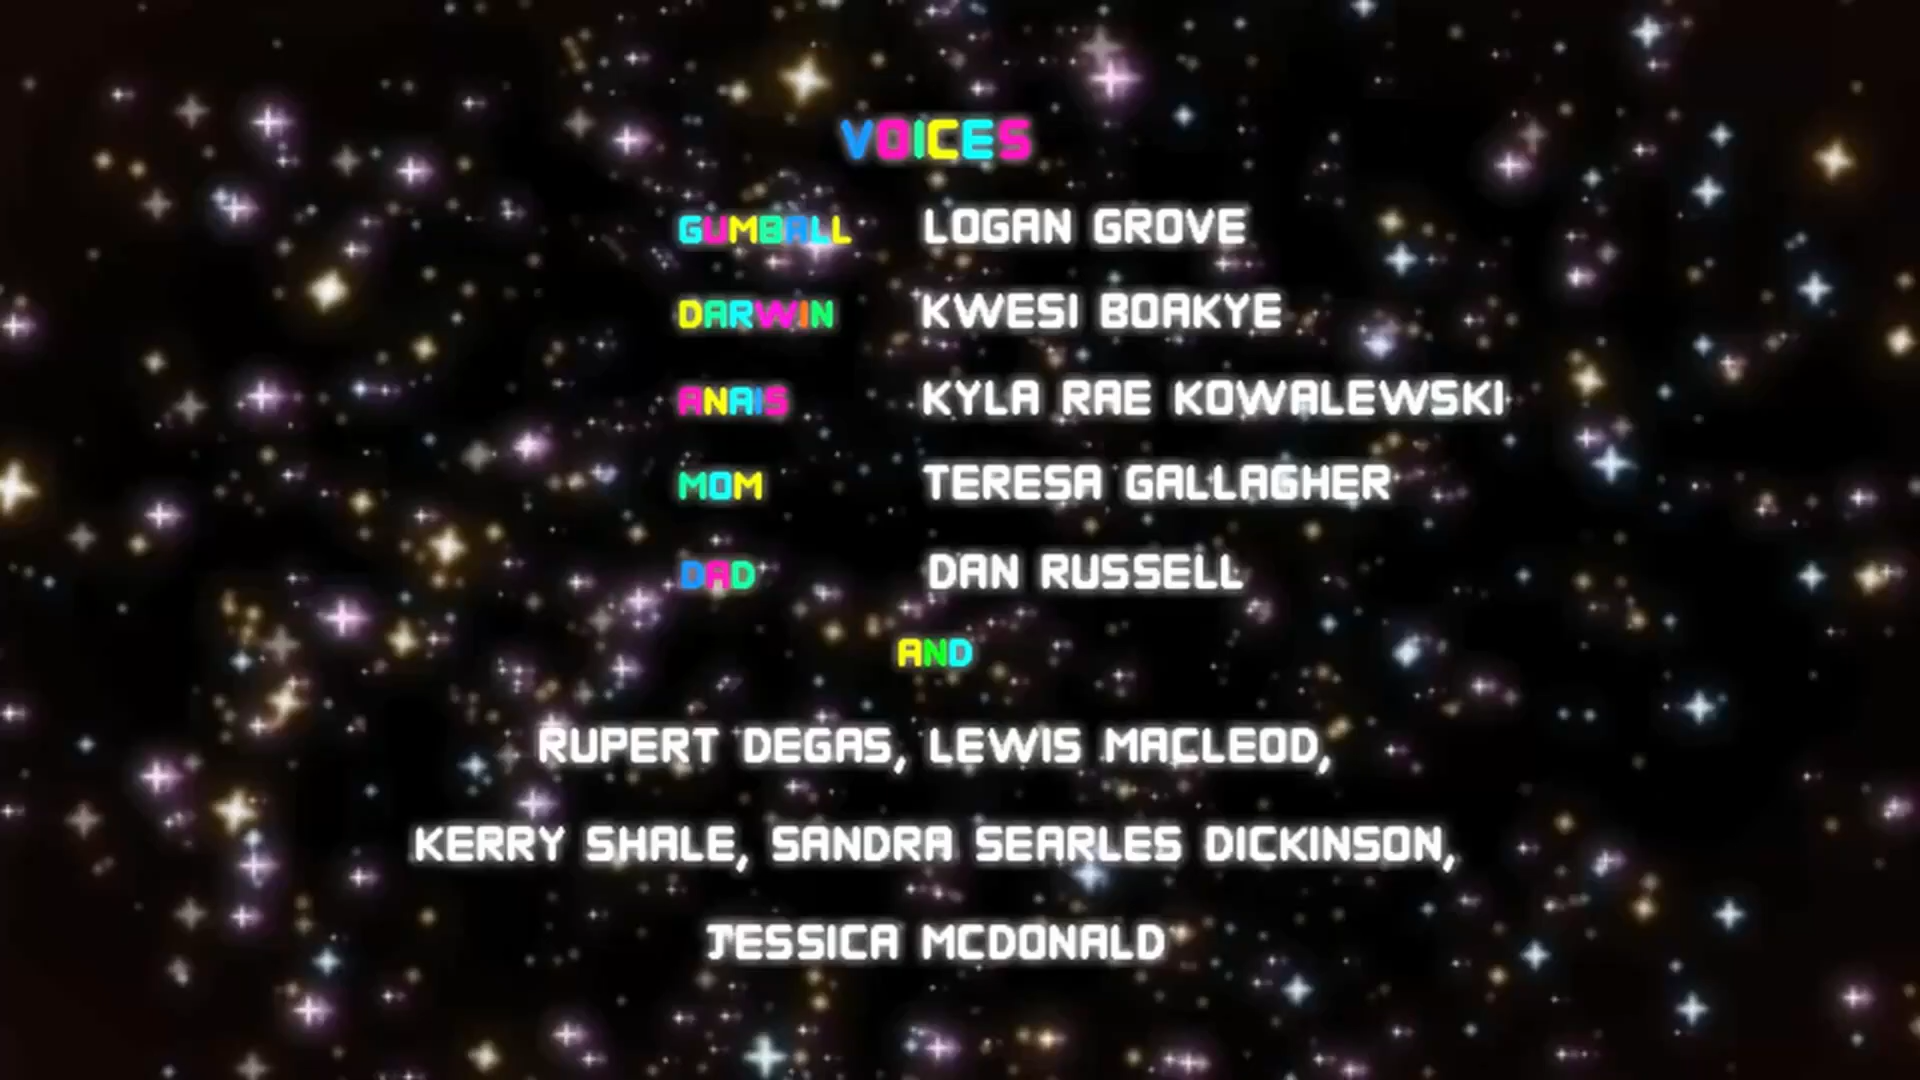 VOICES
GUMBALL LOGAN GROVE
DARWIN KWESI BOAKYE
ANAIS KYLA RAE KOWALEWSKI
MOM TERESA GALLAGHER
DAD DAN RUSSELL
AND
RUPERT DEGAS, LEWIS MACLEOD,
KERRY SHALE, SANDRA SEARLES DICKINSON,
JESSICA MCDONALD